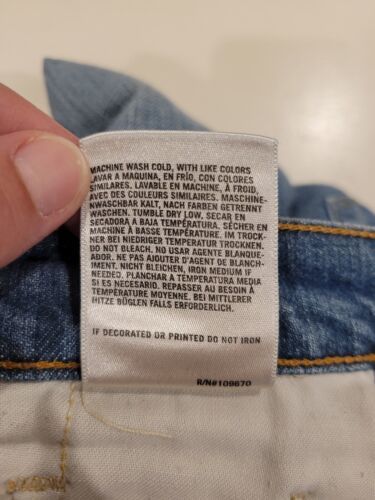 MACHINE WASH COLD, WITH LIKE COLORS
LAVAR A MAQUINA, EN FRÍO, CON COLORES
SIMILARES. LAVABLE EN MACHINE, À FROID,
AVEC DES COULEURS SIMILAIRES. MASCHINE-
NWASCHBAR KALT, NACH FARBEN GETRENNT
WASCHEN. TUMBLE DRY LOW, SECAR EN
SECADORA A BAJA TEMPERATURA. SÉCHER EN
MACHINE À BASSE TEMPÉRATURE. IM TROCK-
NER BEI NIEDRIGER TEMPERATUR TROCKNEN.
DO NOT BLEACH. NO USAR AGENTE BLANQUE-
ADOR. NE PAS AJOUTER D'AGENT DE BLANCHI-
MENT. NICHT BLEICHEN, IRON MEDIUM IF
NEEDED. PLANCHAR A TEMPERATURA MEDIA
SI ES NECESARIO. REPASSER AU BESOIN À
TEMPÉRATURE MOYENNE. BEI MITTLERER
HITZE BÜGLEN FALLS ERFORDERLICH.
IF DECORATED OR PRINTED DO NOT IRON
R/N#109670